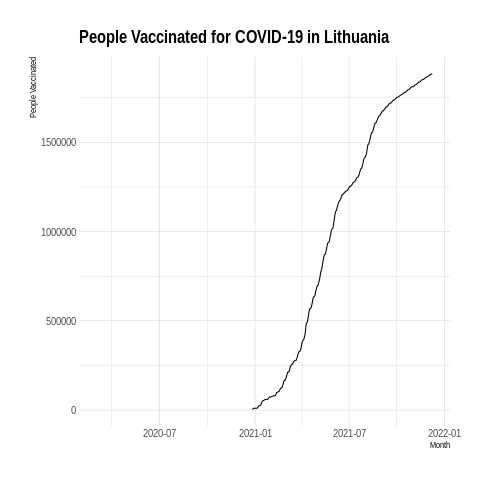 People Vaccinated for COVID-19 in Lithuania
People Vaccinated
1500000
1000000
500000
0
2020-07
2021-01
2021-07
2022-01
Month